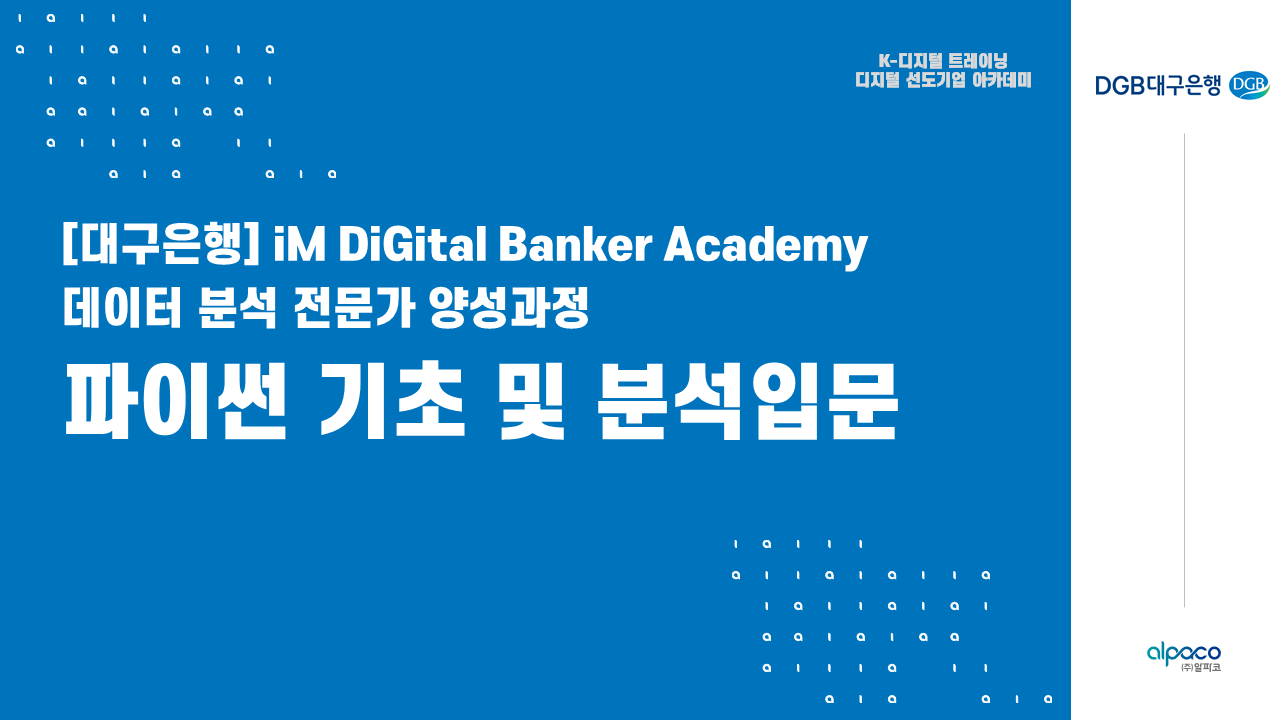 K-디지털 트레이닝
디지털 선도기업 아카데미
DGB대구은행
DGB
[대구은행] iM DiGital Banker Academy
데이터 분석 전문가 양성과정
파이썬 기초 및 분석입문
alpaco
(주)알파코